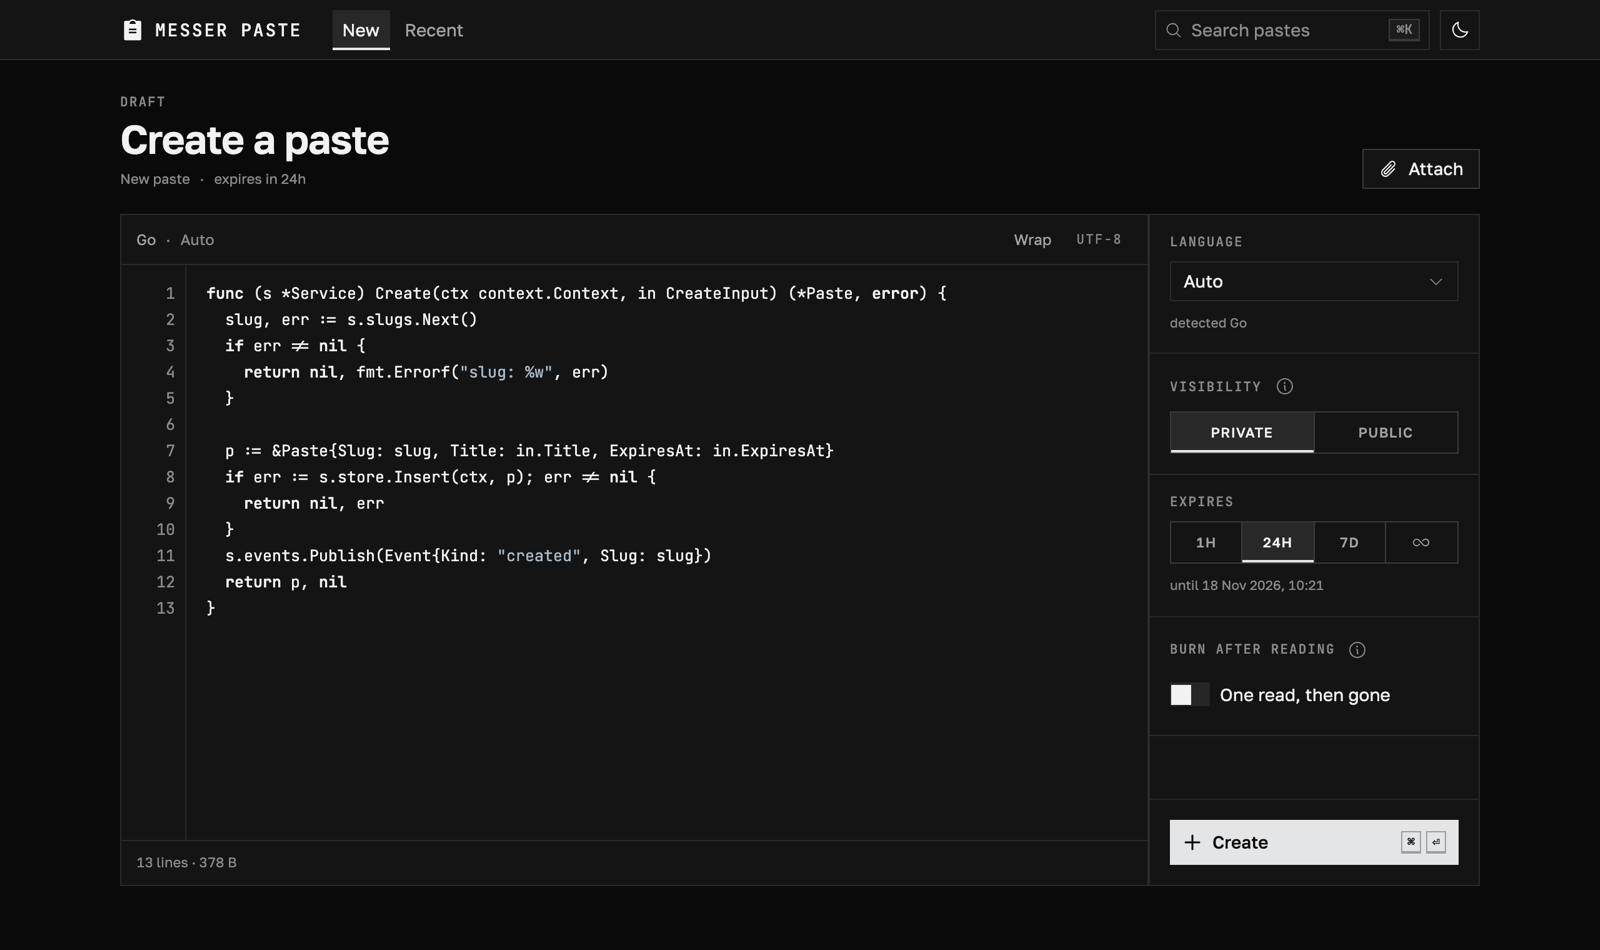 MESSER PASTE
New
Recent
Search pastes
⌘K
DRAFT
Create a paste
New paste · expires in 24h
Attach
Go · Auto
Wrap
UTF-8
1 func (s *Service) Create(ctx context.Context, in CreateInput) (*Paste, error) {
2 slug, err := s.slugs.Next()
3 if err != nil {
4 return nil, fmt.Errorf("slug: %w", err)
5 }
6
7 p := &Paste{Slug: slug, Title: in.Title, ExpiresAt: in.ExpiresAt}
8 if err := s.store.Insert(ctx, p); err != nil {
9 return nil, err
10 }
11 s.events.Publish(Event{Kind: "created", Slug: slug})
12 return p, nil
13 }
13 lines · 378 B
LANGUAGE
Auto
detected Go
VISIBILITY
PRIVATE
PUBLIC
EXPIRES
1H
24H
7D
∞
until 18 Nov 2026, 10:21
BURN AFTER READING
One read, then gone
+ Create
⌘ ⏎